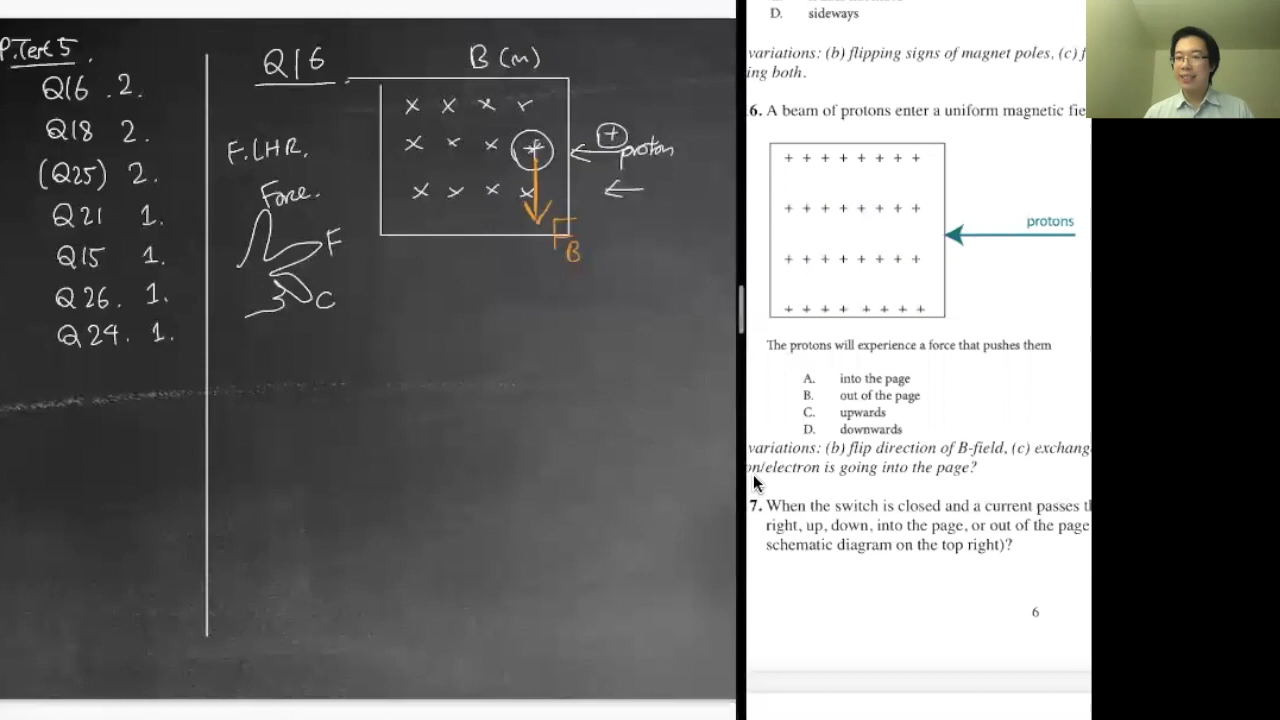 P.Test 5
Q16 . 2.
Q18 2.
(Q25) 2.
Q21 1.
Q15 1.
Q26. 1.
Q24. 1.
Q16
B (in)
x x x x
x x x x
x x x x
+
proton
F.LHR.
Force.
F
C
F_B
D. sideways
variations: (b) flipping signs of magnet poles, (c) f
ing both.
6. A beam of protons enter a uniform magnetic fie
+ + + + + + + +
+ + + + + + + +
+ + + + + + + +
+ + + + + + + +
protons
The protons will experience a force that pushes them
A. into the page
B. out of the page
C. upwards
D. downwards
variations: (b) flip direction of B-field, (c) exchang
on/electron is going into the page?
7. When the switch is closed and a current passes t
right, up, down, into the page, or out of the page
schematic diagram on the top right)?
6